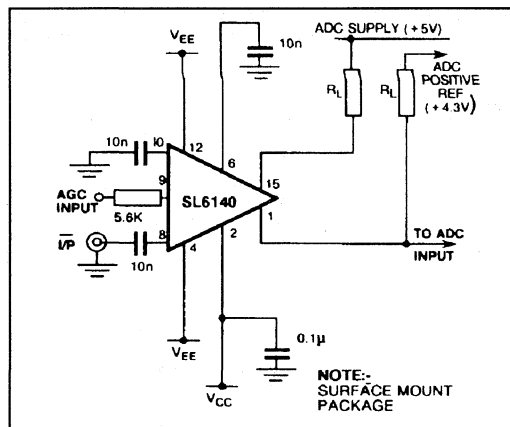 ADC SUPPLY (+5V)
VEE
10n
RL
RL
ADC
POSITIVE
REF
(+4.3V)
10n
10
12
6
9
SL6140
15
AGC
INPUT
5.6K
1
I/P
8
10n
4
2
TO ADC
INPUT
VEE
0.1µ
VCC
NOTE:-
SURFACE MOUNT
PACKAGE